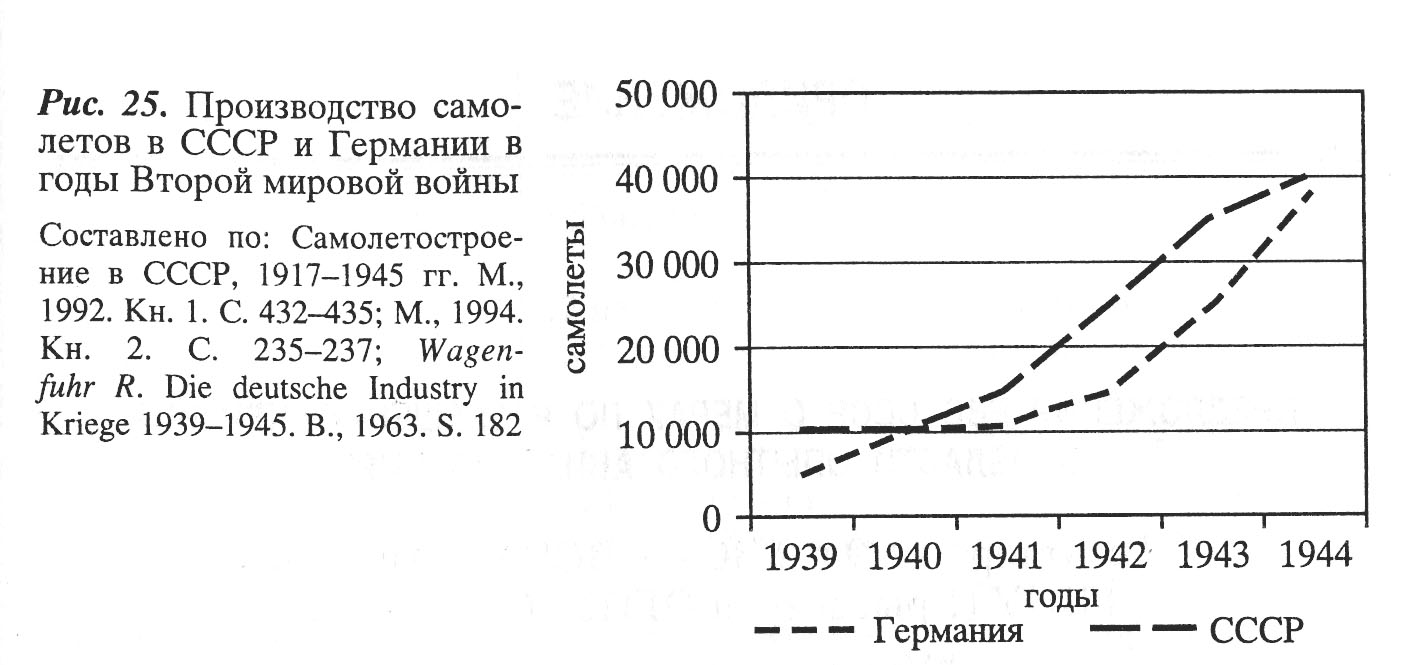 Рис. 25. Производство само-
летов в СССР и Германии в
годы Второй мировой войны
Составлено по: Самолетострое-
ние в СССР, 1917–1945 гг. М.,
1992. Кн. 1. С. 432–435; М., 1994.
Кн. 2. С. 235–237; Wagen-
fuhr R. Die deutsche Industry in
Kriege 1939–1945. B., 1963. S. 182
самолеты
50 000
40 000
30 000
20 000
10 000
0
1939 1940 1941 1942 1943 1944
годы
Германия СССР